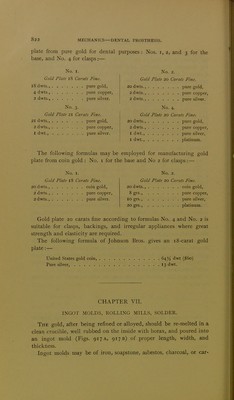 822 MECHANICS—DENTAL PROSTHESIS.
plate from pure gold for dental purposes: Nos. 1, 2, and 3 for the
base, and No. 4 for clasps:—
No. 1.
Gold Plate 18 Carats Fine.
18 dwts., . . . . . . . pure gold,
4 dwts., . . . . . . . pure copper,
2 dwts., . . . . . . . pure silver.
No. 2.
Gold Plate 20 Carats Fine.
20 dwts., . . . . . . . pure gold,
2 dwts., . . . . . . . pure copper,
2 dwts., . . . . . . . pure silver.
No. 3.
Gold Plate 22 Carats Fine.
22 dwts., . . . . . . . pure gold,
1 dwt., . . . . . . . pure copper,
1 dwt., . . . . . . . pure silver.
No. 4.
Gold Plate 20 Carats Fine.
20 dwts., . . . . . . . pure gold,
2 dwts., . . . . . . . pure copper,
1 dwt., . . . . . . . pure silver,
1 dwt., . . . . . . . platinum.
The following formulas may be employed for manufacturing gold
plate from coin gold: No. 1 for the base and No. 2 for clasps:—
No. 1.
Gold Plate 18 Carats Fine.
20 dwts., . . . . . . . coin gold,
2 dwts., . . . . . . . pure copper,
2 dwts., . . . . . . . pure silver.
No. 2.
Gold Plate 20 Carats Fine.
20 dwts., . . . . . . . coin gold,
8 grs., . . . . . . . pure copper,
10 grs., . . . . . . . pure silver,
20 grs., . . . . . . . platinum.
Gold plate 20 carats fine according to formulas No. 4 and No. 2 is
suitable for clasps, backings, and irregular appliances where great
strength and elasticity are required.
The following formula of Johnson Bros. gives an 18-carat gold
plate:—
United States gold coin, . . . . . . . 64½ dwt ($60)
Pure silver, . . . . . . . 13 dwt.
CHAPTER VII.
INGOT MOLDS, ROLLING MILLS, SOLDER.
The gold, after being refined or alloyed, should be re-melted in a
clean crucible, well rubbed on the inside with borax, and poured into
an ingot mold (Figs. 917 A, 917 B) of proper length, width, and
thickness.
Ingot molds may be of iron, soapstone, asbestos, charcoal, or car-